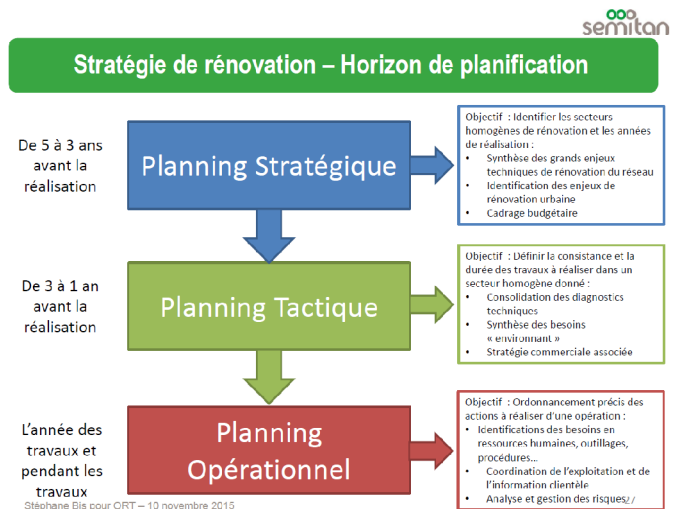 semitan
Stratégie de rénovation – Horizon de planification
De 5 à 3 ans
avant la
réalisation
Planning Stratégique
Objectif : Identifier les secteurs
homogènes de rénovation et les années
de réalisation :
• Synthèse des grands enjeux
techniques de rénovation du réseau
• Identification des enjeux de
rénovation urbaine
• Cadrage budgétaire
De 3 à 1 an
avant la
réalisation
Planning Tactique
Objectif : Définir la consistance et la
durée des travaux à réaliser dans un
secteur homogène donné :
• Consolidation des diagnostics
techniques
• Synthèse des besoins
« environnant »
• Stratégie commerciale associée
L'année des
travaux et
pendant les
travaux
Planning
Opérationnel
Objectif : Ordonnancement précis des
actions à réaliser d'une opération :
• Identifications des besoins en
ressources humaines, outillages,
procédures...
• Coordination de l'exploitation et de
l'information clientèle
• Analyse et gestion des risques
27
Stéphane Bis pour ORT – 10 novembre 2015